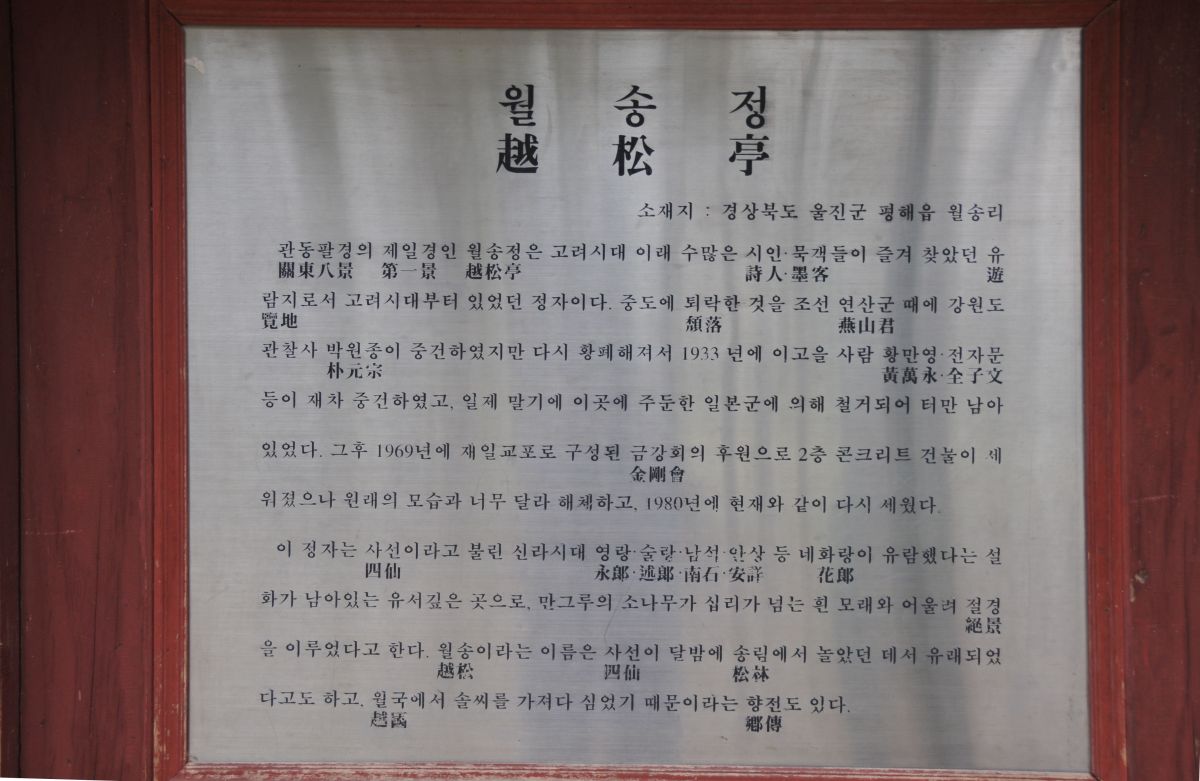 월 송 정
越 松 亭
소재지 : 경상북도 울진군 평해읍 월송리
관동팔경의 제일경인 월송정은 고려시대 이래 수많은 시인·묵객들이 즐겨 찾았던 유
關東八景 第一景 越松亭 詩人·墨客 遊
람지로서 고려시대부터 있었던 정자이다. 중도에 퇴락한 것을 조선 연산군 때에 강원도
覽地 頹落 燕山君
관찰사 박원종이 중건하였지만 다시 황폐해져서 1933 년에 이고을 사람 황만영·전자문
朴元宗 黃萬永·全子文
등이 재차 중건하였고, 일제 말기에 이곳에 주둔한 일본군에 의해 철거되어 터만 남아
있었다. 그후 1969년에 재일교포로 구성된 금강회의 후원으로 2층 콘크리트 건물이 세
金剛會
워졌으나 원래의 모습과 너무 달라 해체하고, 1980년에 현재와 같이 다시 세웠다.
이 정자는 사선이라고 불린 신라시대 영랑·술랑·남석·안상 등 네화랑이 유람했다는 설
四仙 永郞·述郞·南石·安詳 花郞
화가 남아있는 유서깊은 곳으로, 만그루의 소나무가 십리가 넘는 흰 모래와 어울려 절경
絕景
을 이루었다고 한다. 월송이라는 이름은 사선이 달밤에 송림에서 놀았던 데서 유래되었
越松 四仙 松林
다고도 하고, 월국에서 솔씨를 가져다 심었기 때문이라는 향전도 있다.
越國 鄕傳